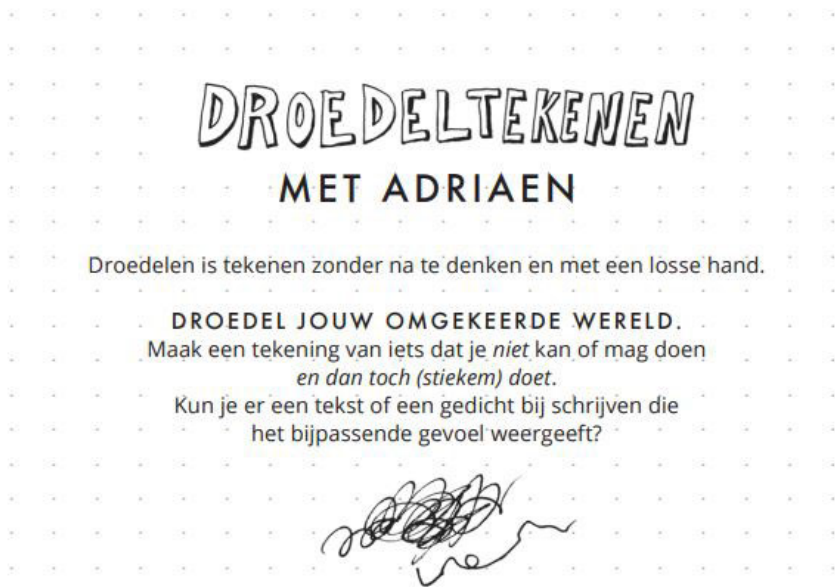 DROEDELTEKENEN
MET ADRIAEN
Droedelen is tekenen zonder na te denken en met een losse hand.
DROEDEL JOUW OMGEKEERDE WERELD.
Maak een tekening van iets dat je niet kan of mag doen
en dan toch (stiekem) doet.
Kun je er een tekst of een gedicht bij schrijven die
het bijpassende gevoel weergeeft?